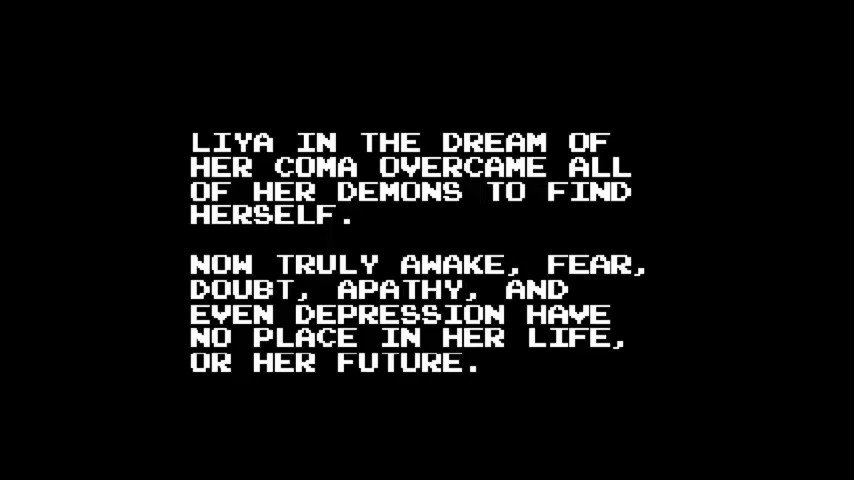 LIYA IN THE DREAM OF
HER COMA OVERCAME ALL
OF HER DEMONS TO FIND
HERSELF.
NOW TRULY AWAKE, FEAR,
DOUBT, APATHY, AND
EVEN DEPRESSION HAVE
NO PLACE IN HER LIFE,
OR HER FUTURE.